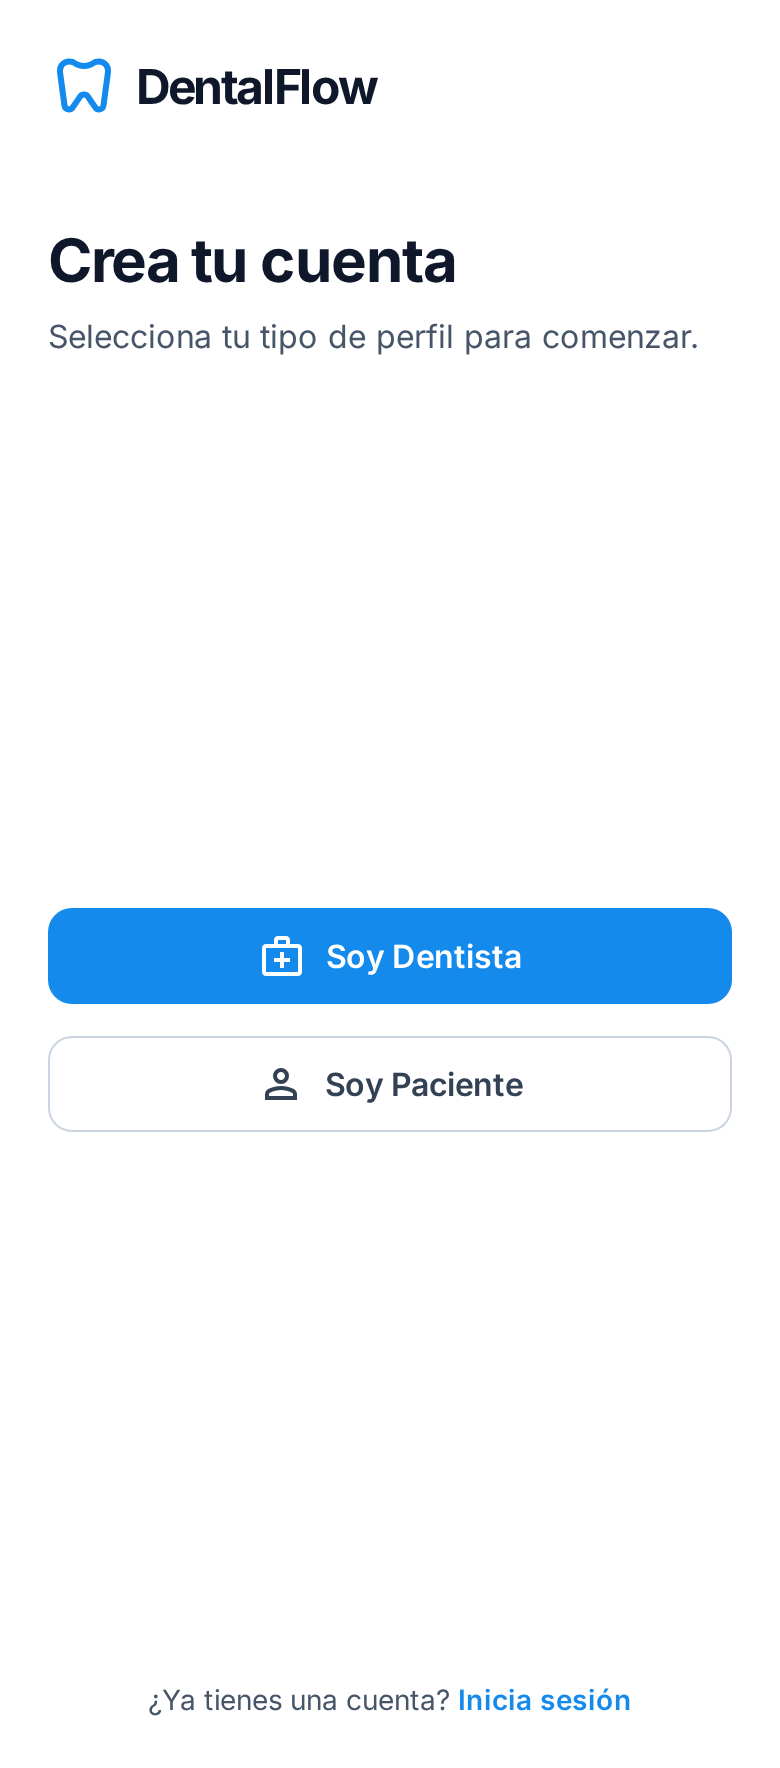 DentalFlow
Crea tu cuenta
Selecciona tu tipo de perfil para comenzar.
Soy Dentista
Soy Paciente
¿Ya tienes una cuenta? Inicia sesión